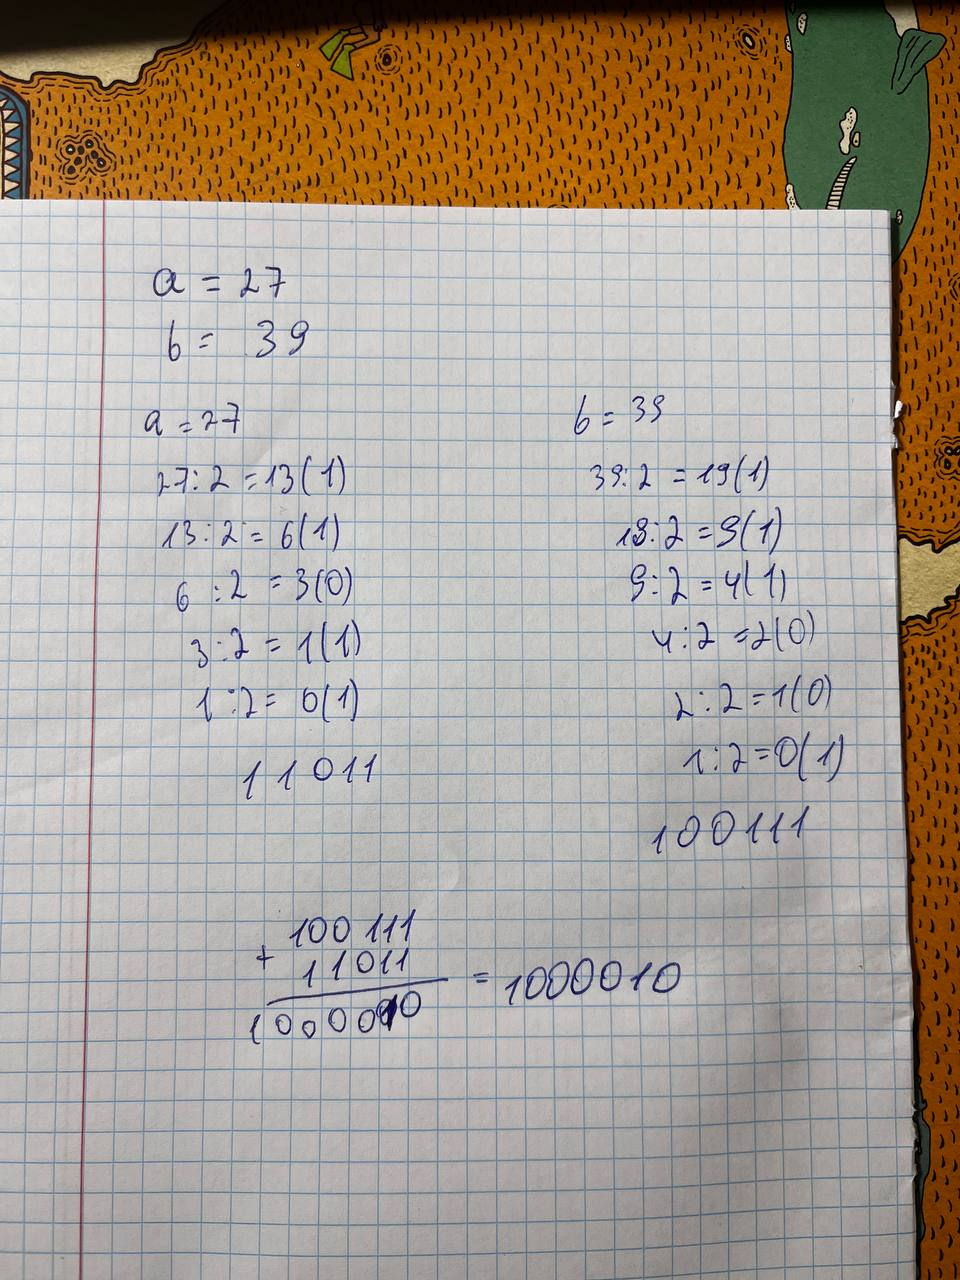 a = 27
b = 39
a = 27
27:2 = 13(1)
13:2 = 6(1)
6:2 = 3(0)
3:2 = 1(1)
1:2 = 0(1)
11011
b = 39
39:2 = 19(1)
19:2 = 9(1)
9:2 = 4(1)
4:2 = 2(0)
2:2 = 1(0)
1:2 = 0(1)
100111
100111
+ 11011
1000010 = 1000010